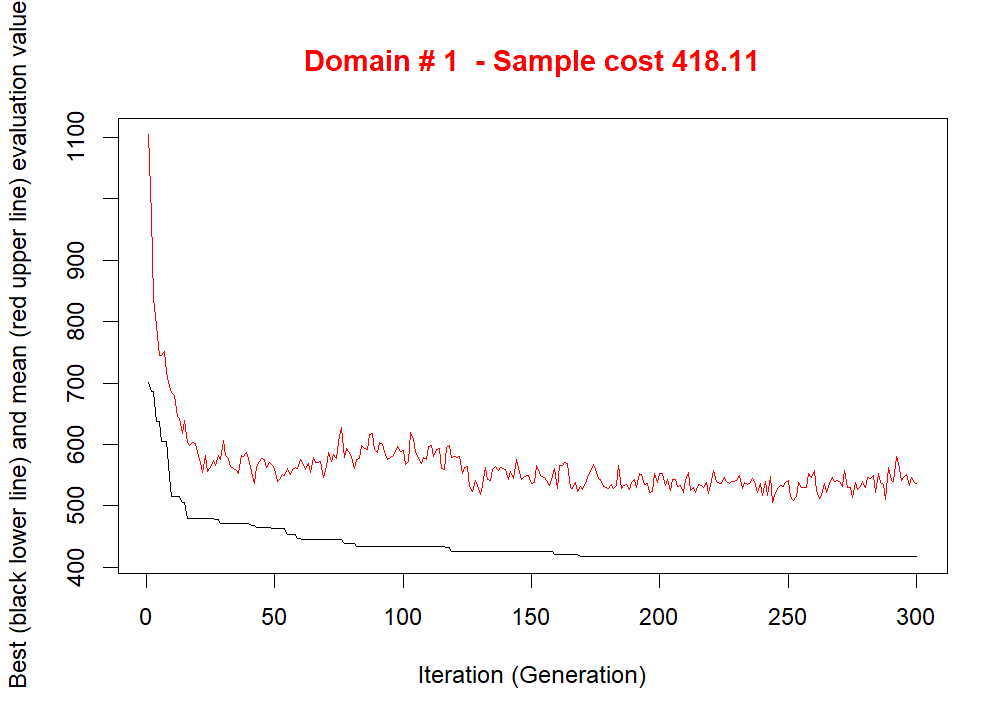 Domain # 1  - Sample cost 418.11
Best (black lower line) and mean (red upper line) evaluation value
1100
900
800
700
600
500
400
0 50 100 150 200 250 300
Iteration (Generation)